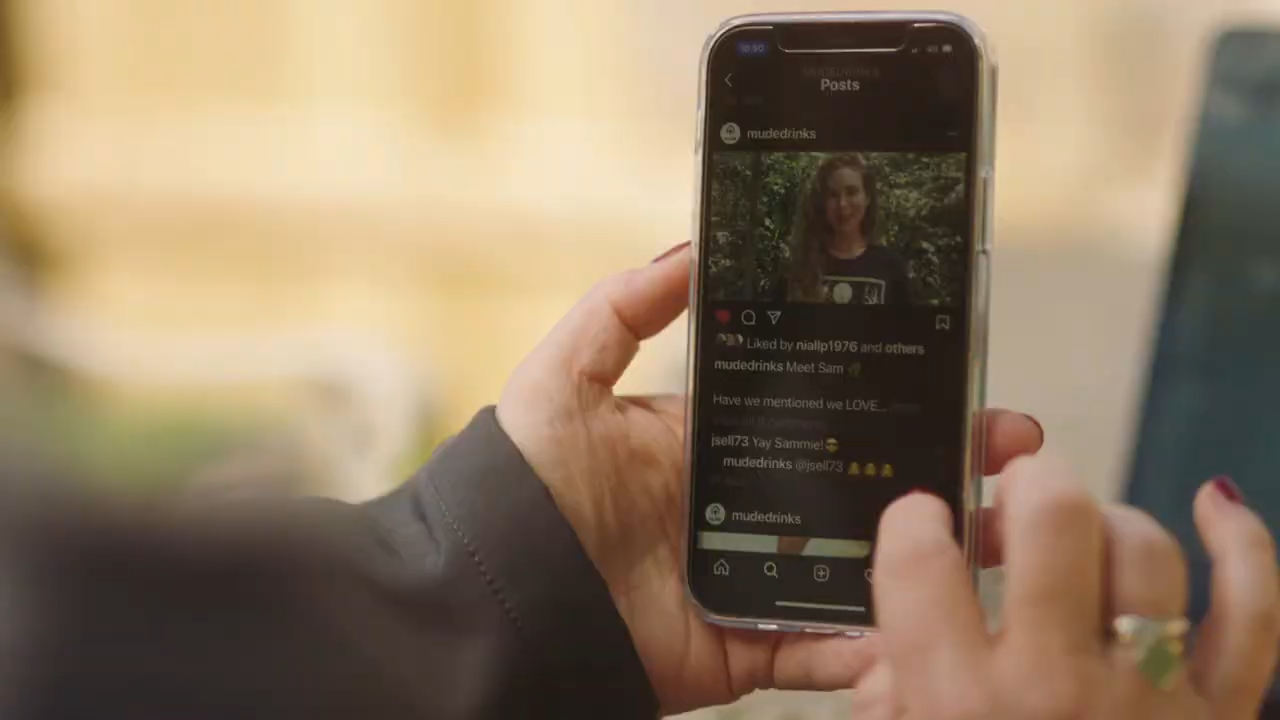 Posts
mudedrinks
Liked by niallp1976 and others
mudedrinks Meet Sam
Have we mentioned we LOVE...
jsell73 Yay Sammie!
mudedrinks @jsell73
mudedrinks